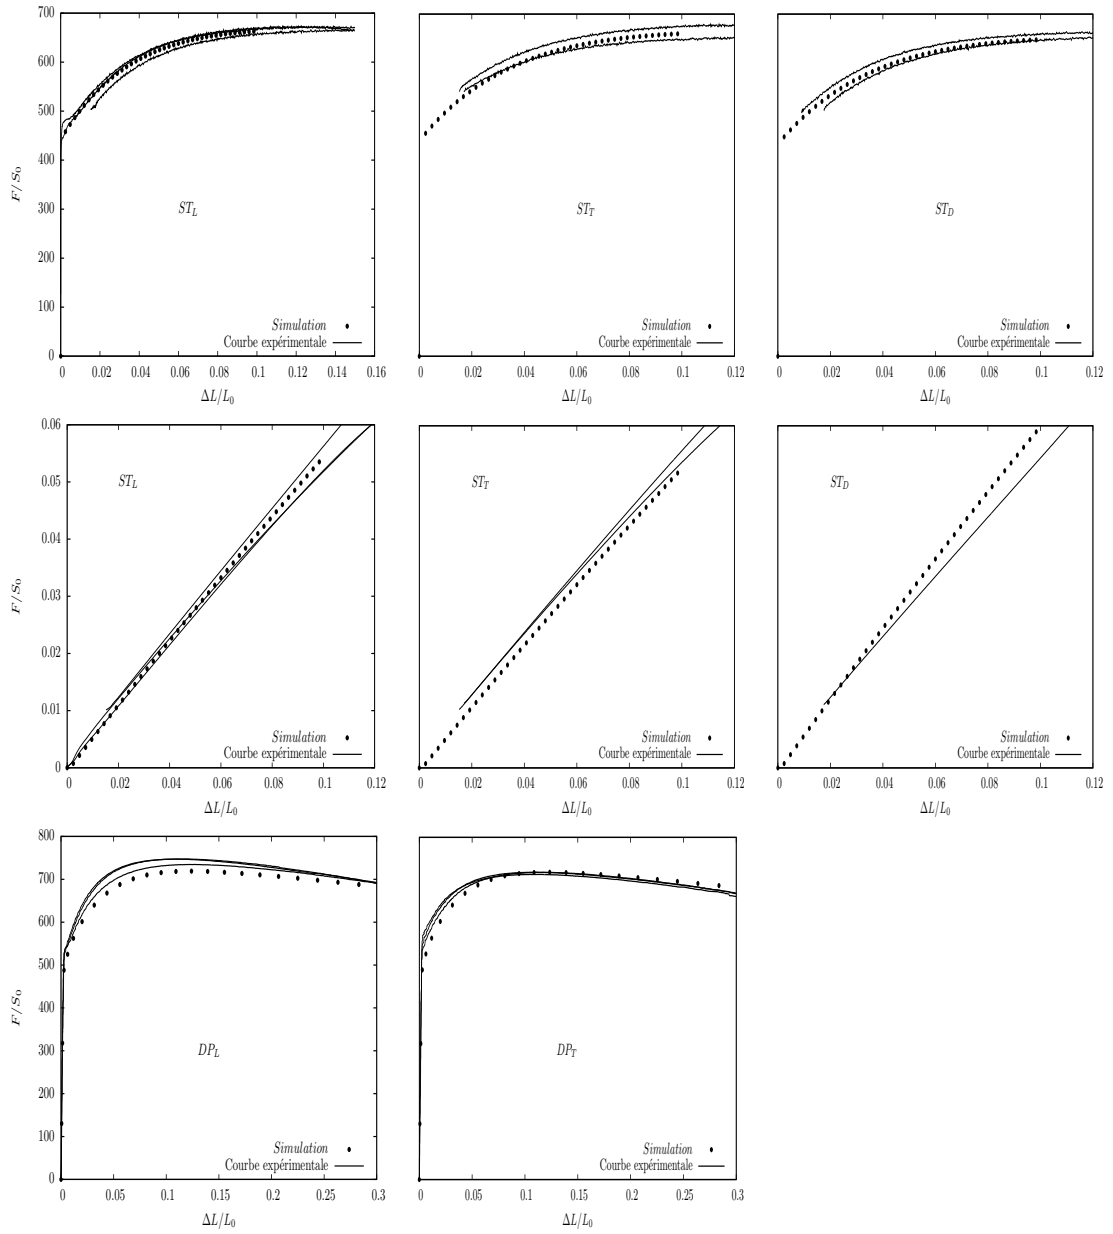 700
600
500
400
300
200
100
0
F/S₀
ST_L
Simulation
Courbe expérimentale
0 0.02 0.04 0.06 0.08 0.1 0.12 0.14 0.16
ΔL/L₀
ST_T
Simulation
Courbe expérimentale
0 0.02 0.04 0.06 0.08 0.1 0.12
ΔL/L₀
ST_D
Simulation
Courbe expérimentale
0 0.02 0.04 0.06 0.08 0.1 0.12
ΔL/L₀
0.06
0.05
0.04
0.03
0.02
0.01
0
F/S₀
ST_L
Simulation
Courbe expérimentale
0 0.02 0.04 0.06 0.08 0.1 0.12
ΔL/L₀
ST_T
Simulation
Courbe expérimentale
0 0.02 0.04 0.06 0.08 0.1 0.12
ΔL/L₀
ST_D
Simulation
Courbe expérimentale
0 0.02 0.04 0.06 0.08 0.1 0.12
ΔL/L₀
800
700
600
500
400
300
200
100
0
F/S₀
DP_L
Simulation
Courbe expérimentale
0 0.05 0.1 0.15 0.2 0.25 0.3
ΔL/L₀
DP_T
Simulation
Courbe expérimentale
0 0.05 0.1 0.15 0.2 0.25 0.3
ΔL/L₀